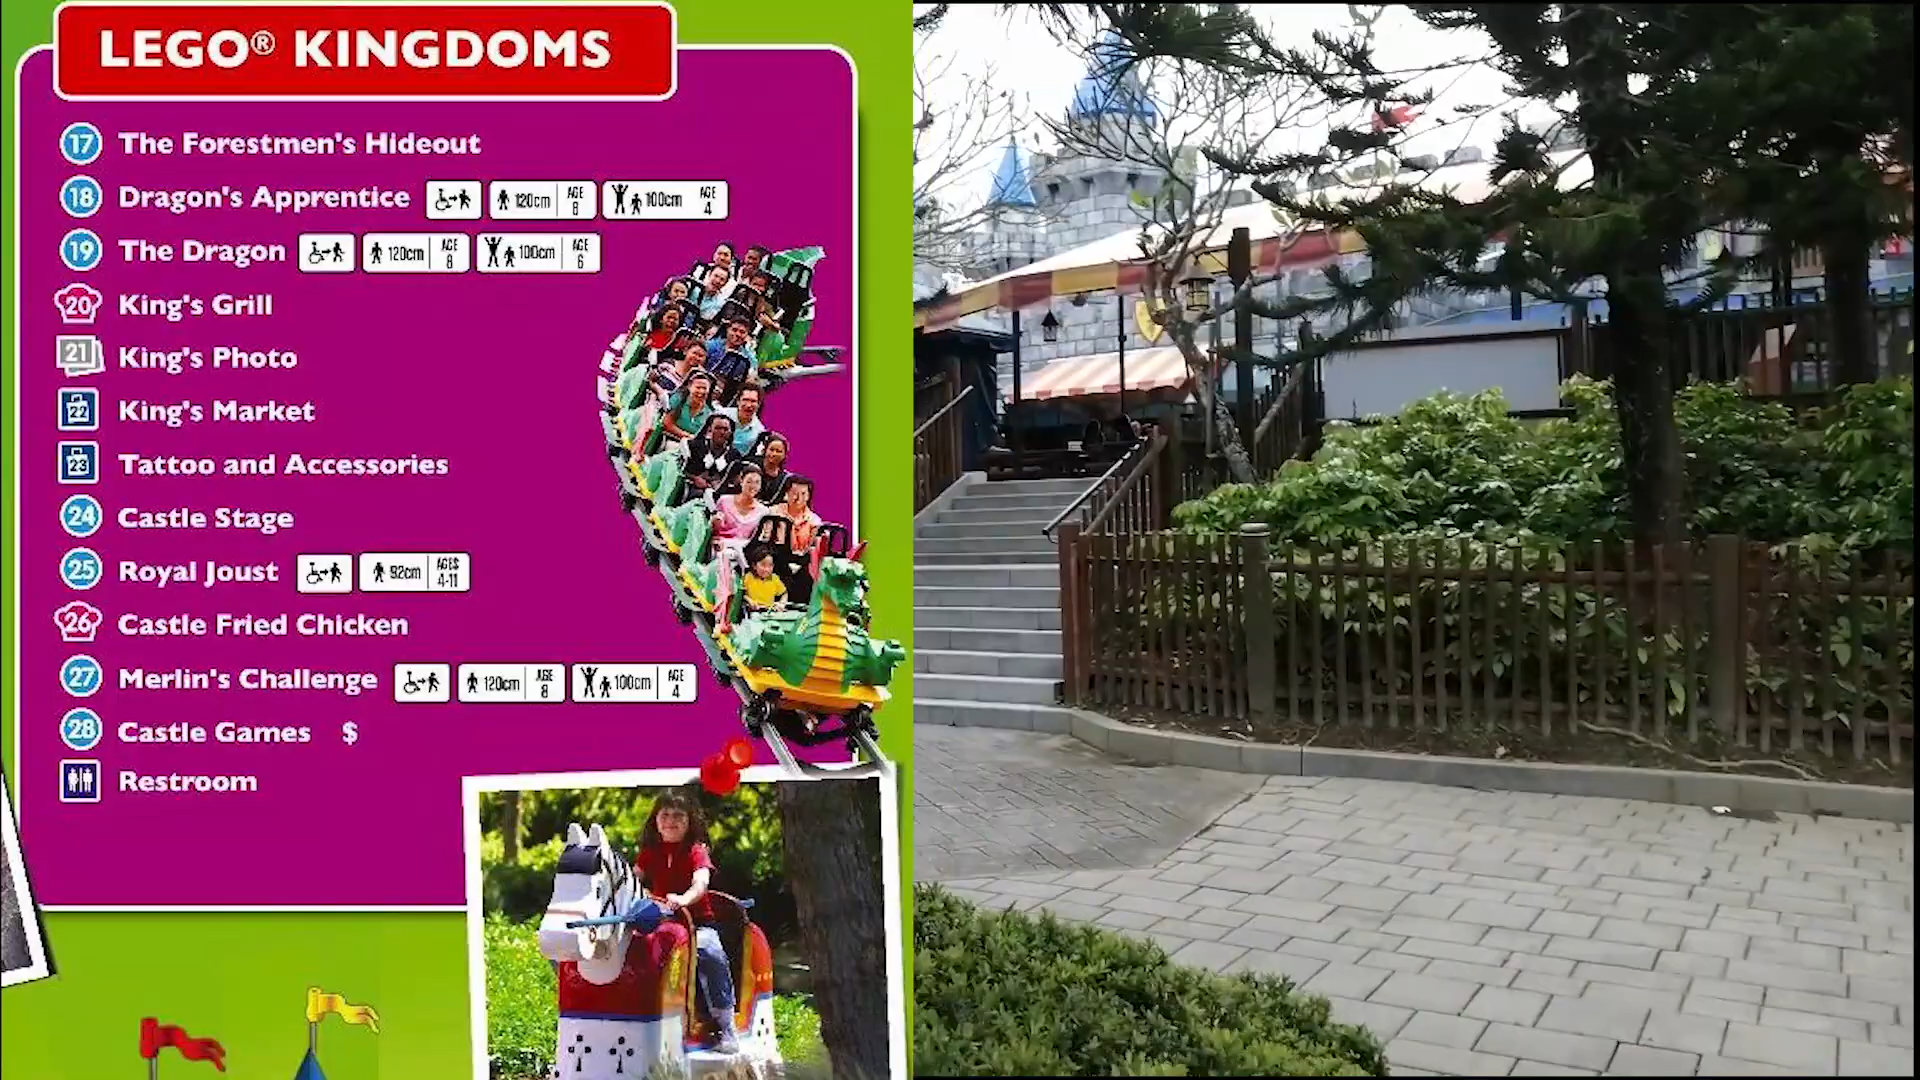 LEGO® KINGDOMS
17 The Forestmen's Hideout
18 Dragon's Apprentice 120cm AGE 8 100cm AGE 4
19 The Dragon 120cm AGE 8 100cm AGE 6
20 King's Grill
21 King's Photo
22 King's Market
23 Tattoo and Accessories
24 Castle Stage
25 Royal Joust 92cm AGES 4-11
26 Castle Fried Chicken
27 Merlin's Challenge 120cm AGE 8 100cm AGE 4
28 Castle Games $
Restroom